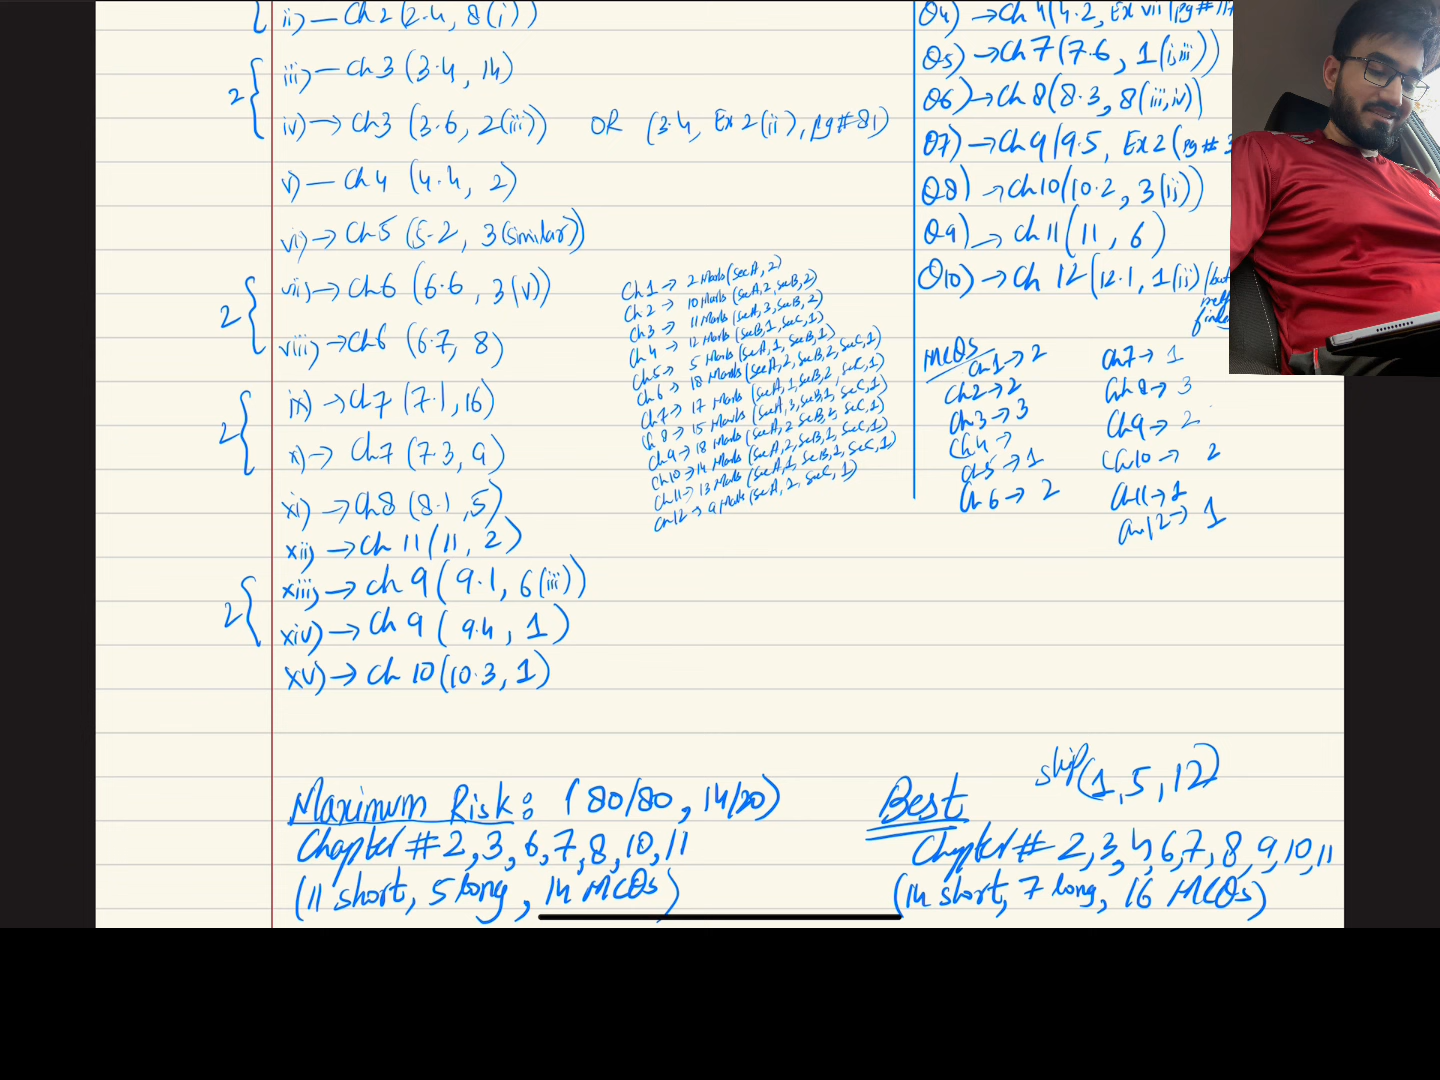 ii) — Ch 2 (2.4, 8(i))
2 { iii) — Ch 3 (3.4, 14)
iv) → Ch3 (3.6, 2(iii)) OR (3.4, Ex 2(ii), pg # 81)
v) — Ch 4 (4.4, 2)
vi) → Ch 5 (5.2, 3(similar))
2 { vii) → Ch 6 (6.6, 3(v))
viii) → Ch 6 (6.7, 8)
2 { ix) → Ch 7 (7.1, 16)
x) → Ch 7 (7.3, 9)
xi) → Ch 8 (8.1, 5)
xii) → Ch 11 (11, 2)
2 { xiii) → Ch 9 (9.1, 6(iii))
xiv) → Ch 9 (9.4, 1)
xv) → Ch 10 (10.3, 1)
Ch 1 → 2 Marks (Sec A, 2)
Ch 2 → 10 Marks (Sec A, 2, Sec B, 2)
Ch 3 → 11 Marks (Sec A, 3, Sec B, 2)
Ch 4 → 12 Marks (Sec B, 1, Sec C, 1)
Ch 5 → 5 Marks (Sec A, 1, Sec B, 1)
Ch 6 → 18 Marks (Sec A, 2, Sec B, 2, Sec C, 1)
Ch 7 → 17 Marks (Sec A, 1, Sec B, 2, Sec C, 1)
Ch 8 → 15 Marks (Sec A, 3, Sec B, 1, Sec C, 1)
Ch 9 → 18 Marks (Sec A, 2, Sec B, 2, Sec C, 1)
Ch 10 → 14 Marks (Sec A, 2, Sec B, 1, Sec C, 1)
Ch 11 → 13 Marks (Sec A, 1, Sec B, 1, Sec C, 1)
Ch 12 → 9 Marks (Sec A, 1, Sec C, 1)
Q4) → Ch 4 (4.2, Ex vii (pg # 117
Q5) → Ch 7 (7.6, 1(i,iii))
Q6) → Ch 8 (8.3, 8(iii,iv))
Q7) → Ch 9 (9.5, Ex 2 (pg #
Q8) → Ch 10 (10.2, 3(ii))
Q9) → Ch 11 (11, 6)
Q10) → Ch 12 (12.1, 1(ii) (but
MCQs
Ch 1 → 2
Ch 2 → 2
Ch 3 → 3
Ch 4 →
Ch 5 → 1
Ch 6 → 2
Ch 7 → 1
Ch 8 → 3
Ch 9 → 2
Ch 10 → 2
Ch 11 → 1
Ch 12 → 1
Maximum Risk: (80/80, 14/20)
Chapter # 2, 3, 6, 7, 8, 10, 11
(11 short, 5 long, 14 MCQs)
skip (1, 5, 12)
Best
Chapter # 2, 3, 4, 6, 7, 8, 9, 10, 11
(14 short, 7 long, 16 MCQs)